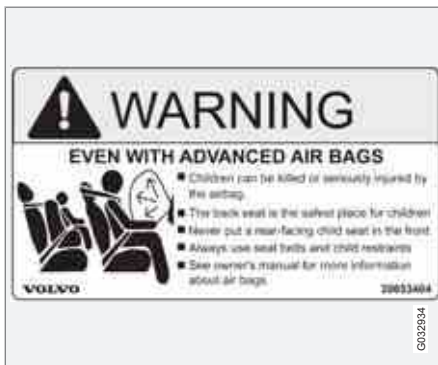 WARNING
EVEN WITH ADVANCED AIR BAGS
■ Children can be killed or seriously injured by
the airbag.
■ The back seat is the safest place for children
■ Never put a rear-facing child seat in the front
■ Always use seat belts and child restraints
■ See owner's manual for more information
about air bags
VOLVO
G032934